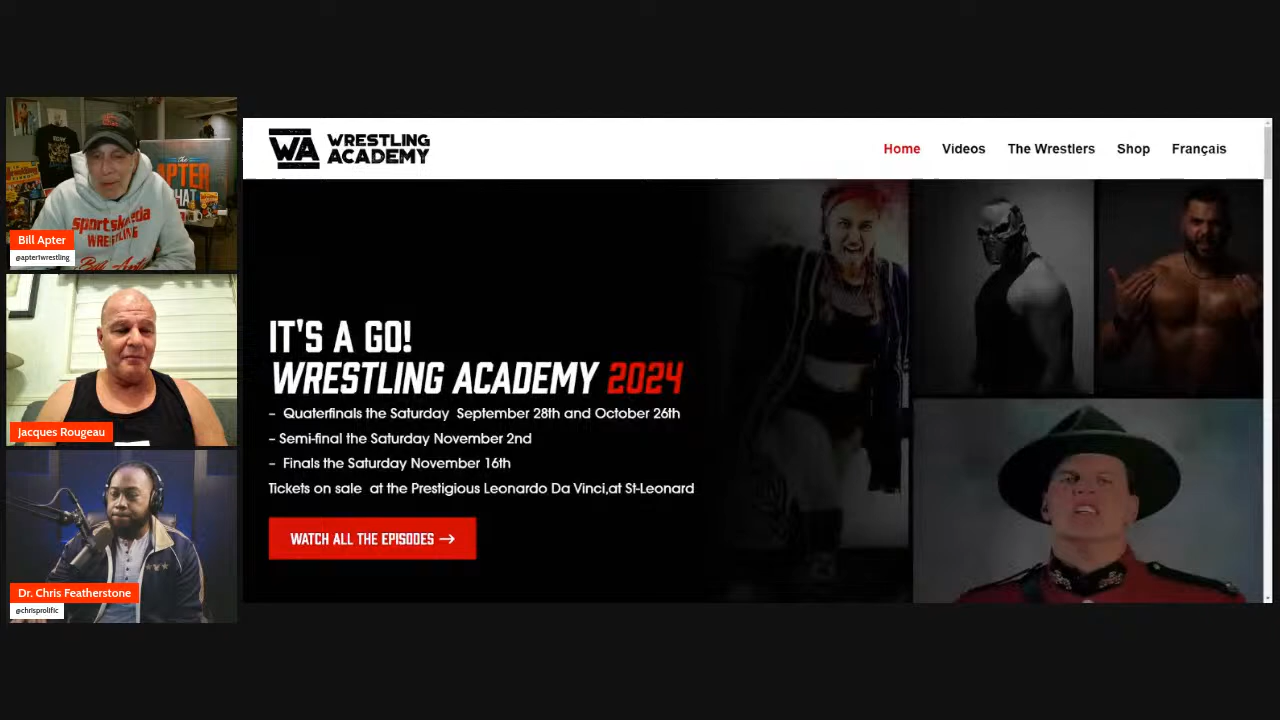 sportskeeda
WRESTLING
Bill Apter
@apter1wrestling
Jacques Rougeau
Dr. Chris Featherstone
@chrisprolific
WA WRESTLING
ACADEMY
Home Videos The Wrestlers Shop Français
IT'S A GO!
WRESTLING ACADEMY 2024
– Quaterfinals the Saturday September 28th and October 26th
– Semi-final the Saturday November 2nd
– Finals the Saturday November 16th
Tickets on sale at the Prestigious Leonardo Da Vinci,at St-Leonard
WATCH ALL THE EPISODES →